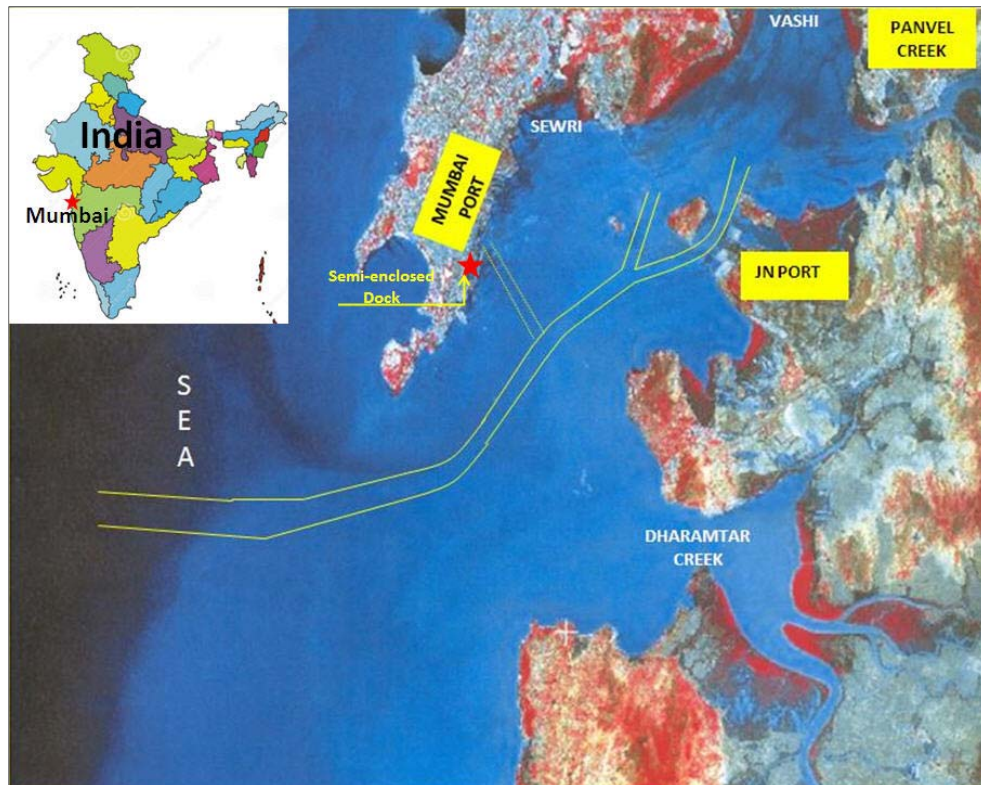 India
Mumbai
VASHI
PANVEL
CREEK
SEWRI
MUMBAI
PORT
JN PORT
Semi-enclosed
Dock
S
E
A
DHARAMTAR
CREEK